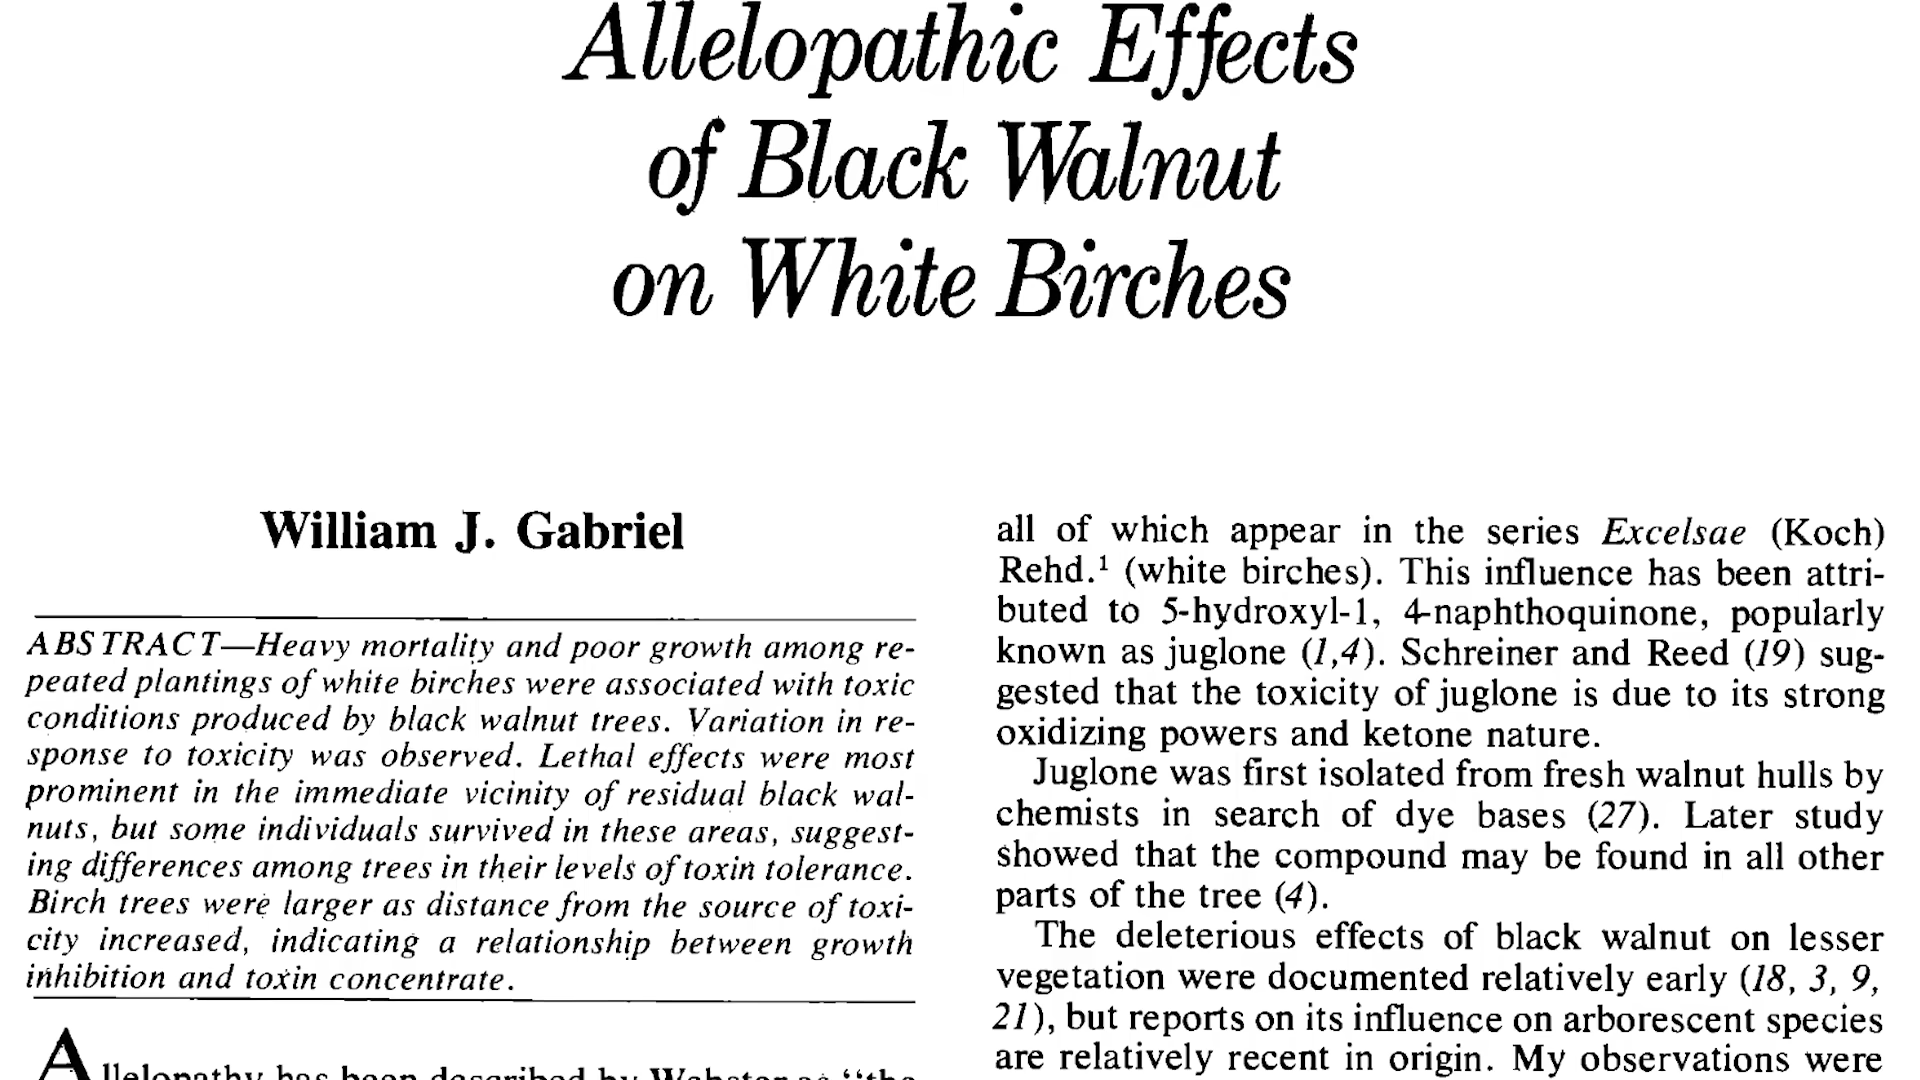 Allelopathic Effects
of Black Walnut
on White Birches
William J. Gabriel
ABSTRACT—Heavy mortality and poor growth among re-
peated plantings of white birches were associated with toxic
conditions produced by black walnut trees. Variation in re-
sponse to toxicity was observed. Lethal effects were most
prominent in the immediate vicinity of residual black wal-
nuts, but some individuals survived in these areas, suggest-
ing differences among trees in their levels of toxin tolerance.
Birch trees were larger as distance from the source of toxi-
city increased, indicating a relationship between growth
inhibition and toxin concentrate.
Allelopathy has been described by Webster as “the
all of which appear in the series Excelsae (Koch)
Rehd.¹ (white birches). This influence has been attri-
buted to 5-hydroxyl-1, 4-naphthoquinone, popularly
known as juglone (1,4). Schreiner and Reed (19) sug-
gested that the toxicity of juglone is due to its strong
oxidizing powers and ketone nature.
Juglone was first isolated from fresh walnut hulls by
chemists in search of dye bases (27). Later study
showed that the compound may be found in all other
parts of the tree (4).
The deleterious effects of black walnut on lesser
vegetation were documented relatively early (18, 3, 9,
21), but reports on its influence on arborescent species
are relatively recent in origin. My observations were